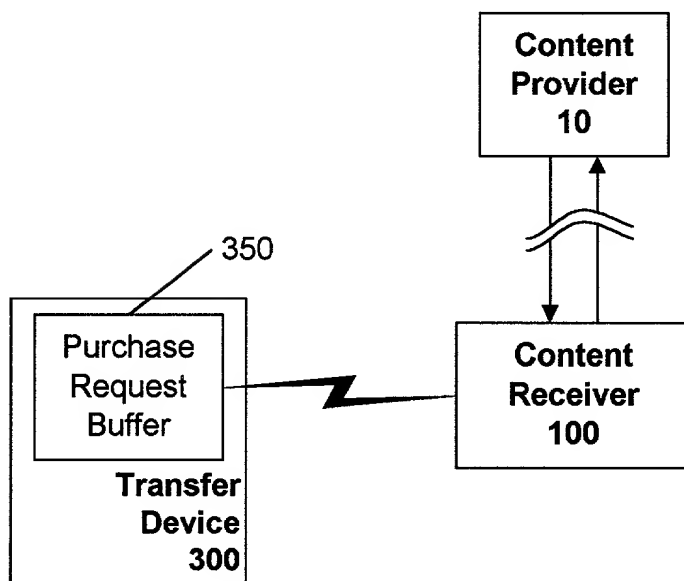 Content
Provider
10
350
Purchase
Request
Buffer
Content
Receiver
100
Transfer
Device
300